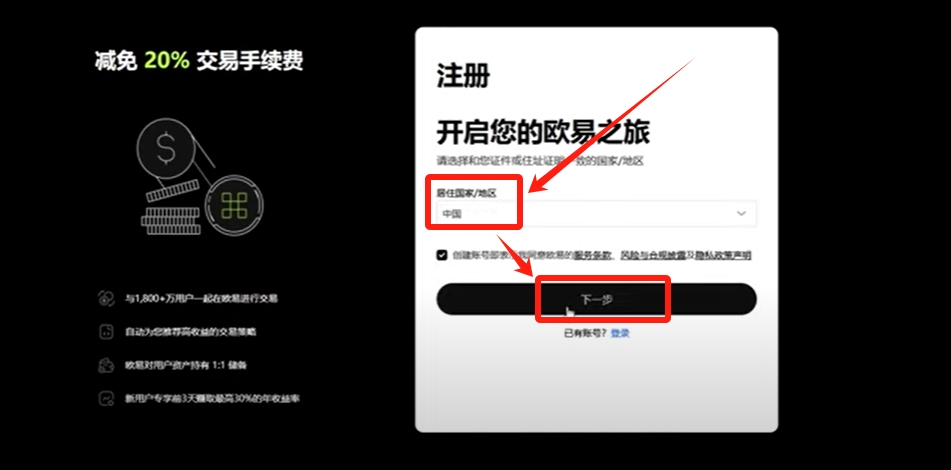 减免 20% 交易手续费
与1,800+万用户一起在欧易进行交易
自动为您推荐高收益的交易策略
欧易对用户资产持有 1:1 储备
新用户专享前3天赚取最高30%的年收益率
注册
开启您的欧易之旅
请选择和您证件或住址证明一致的国家/地区
居住国家/地区
中国
创建账号即表示我同意欧易的服务条款、风险与合规披露及隐私政策声明
下一步
已有账号？登录